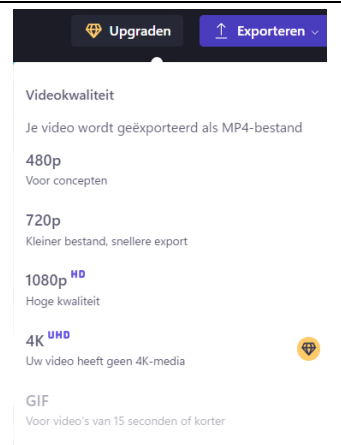 Upgraden
Exporteren
Videokwaliteit
Je video wordt geëxporteerd als MP4-bestand
480p
Voor concepten
720p
Kleiner bestand, snellere export
1080p HD
Hoge kwaliteit
4K UHD
Uw video heeft geen 4K-media
GIF
Voor video's van 15 seconden of korter